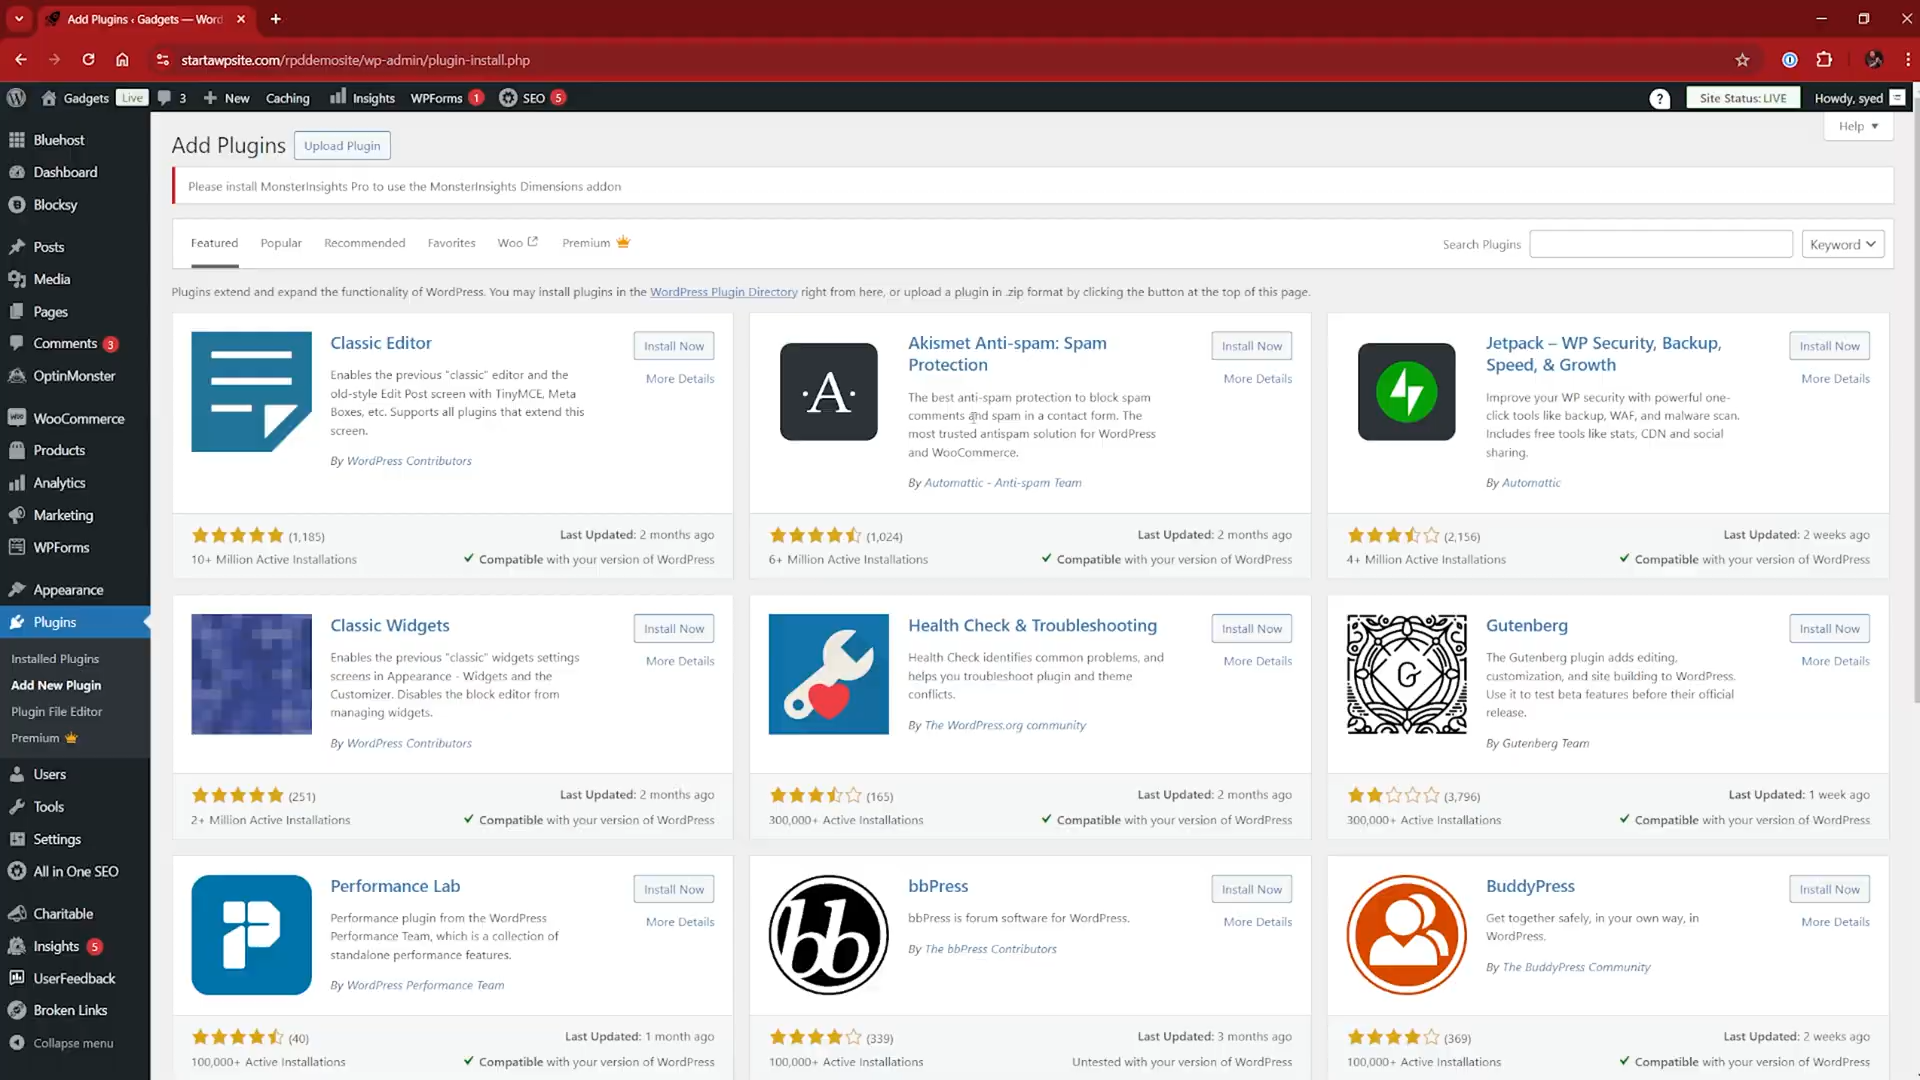 Add Plugins ‹ Gadgets — Word
startawpsite.com/rpddemosite/wp-admin/plugin-install.php
Gadgets Live 3 New Caching Insights WPForms 1 SEO 5
? Site Status: LIVE Howdy, syed
Help
Bluehost
Dashboard
Blocksy
Posts
Media
Pages
Comments 3
OptinMonster
WooCommerce
Products
Analytics
Marketing
WPForms
Appearance
Plugins
Installed Plugins
Add New Plugin
Plugin File Editor
Premium
Users
Tools
Settings
All in One SEO
Charitable
Insights 5
UserFeedback
Broken Links
Collapse menu
Add Plugins Upload Plugin
Please install MonsterInsights Pro to use the MonsterInsights Dimensions addon
Featured Popular Recommended Favorites Woo Premium Search Plugins Keyword
Plugins extend and expand the functionality of WordPress. You may install plugins in the WordPress Plugin Directory right from here, or upload a plugin in .zip format by clicking the button at the top of this page.
Classic Editor
Install Now
More Details
Enables the previous "classic" editor and the
old-style Edit Post screen with TinyMCE, Meta
Boxes, etc. Supports all plugins that extend this
screen.
By WordPress Contributors
(1,185) Last Updated: 2 months ago
10+ Million Active Installations Compatible with your version of WordPress
Akismet Anti-spam: Spam
Protection
Install Now
More Details
The best anti-spam protection to block spam
comments and spam in a contact form. The
most trusted antispam solution for WordPress
and WooCommerce.
By Automattic - Anti-spam Team
(1,024) Last Updated: 2 months ago
6+ Million Active Installations Compatible with your version of WordPress
Jetpack – WP Security, Backup,
Speed, & Growth
Install Now
More Details
Improve your WP security with powerful one-
click tools like backup, WAF, and malware scan.
Includes free tools like stats, CDN and social
sharing.
By Automattic
(2,156) Last Updated: 2 weeks ago
4+ Million Active Installations Compatible with your version of WordPress
Classic Widgets
Install Now
More Details
Enables the previous "classic" widgets settings
screens in Appearance - Widgets and the
Customizer. Disables the block editor from
managing widgets.
By WordPress Contributors
(251) Last Updated: 2 months ago
2+ Million Active Installations Compatible with your version of WordPress
Health Check & Troubleshooting
Install Now
More Details
Health Check identifies common problems, and
helps you troubleshoot plugin and theme
conflicts.
By The WordPress.org community
(165) Last Updated: 2 months ago
300,000+ Active Installations Compatible with your version of WordPress
Gutenberg
Install Now
More Details
The Gutenberg plugin adds editing,
customization, and site building to WordPress.
Use it to test beta features before their official
release.
By Gutenberg Team
(3,796) Last Updated: 1 week ago
300,000+ Active Installations Compatible with your version of WordPress
Performance Lab
Install Now
More Details
Performance plugin from the WordPress
Performance Team, which is a collection of
standalone performance features.
By WordPress Performance Team
(40) Last Updated: 1 month ago
100,000+ Active Installations Compatible with your version of WordPress
bbPress
Install Now
More Details
bbPress is forum software for WordPress.
By The bbPress Contributors
(339) Last Updated: 3 months ago
100,000+ Active Installations Untested with your version of WordPress
BuddyPress
Install Now
More Details
Get together safely, in your own way, in
WordPress.
By The BuddyPress Community
(369) Last Updated: 2 weeks ago
100,000+ Active Installations Compatible with your version of WordPress